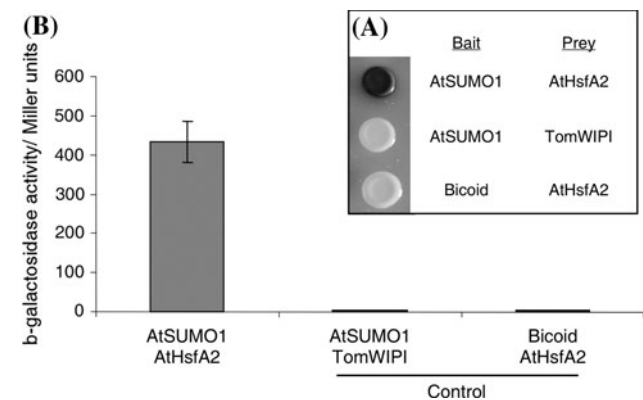 (B)
(A)
Bait Prey
AtSUMO1 AtHsfA2
AtSUMO1 TomWIPI
Bicoid AtHsfA2
b-galactosidase activity/ Miller units
600
500
400
300
200
100
0
AtSUMO1 AtSUMO1 Bicoid
AtHsfA2 TomWIPI AtHsfA2
Control